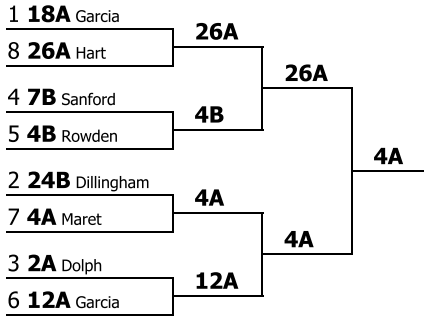 1 18A Garcia
8 26A Hart
4 7B Sanford
5 4B Rowden
2 24B Dillingham
7 4A Maret
3 2A Dolph
6 12A Garcia
26A
4B
4A
12A
26A
4A
4A